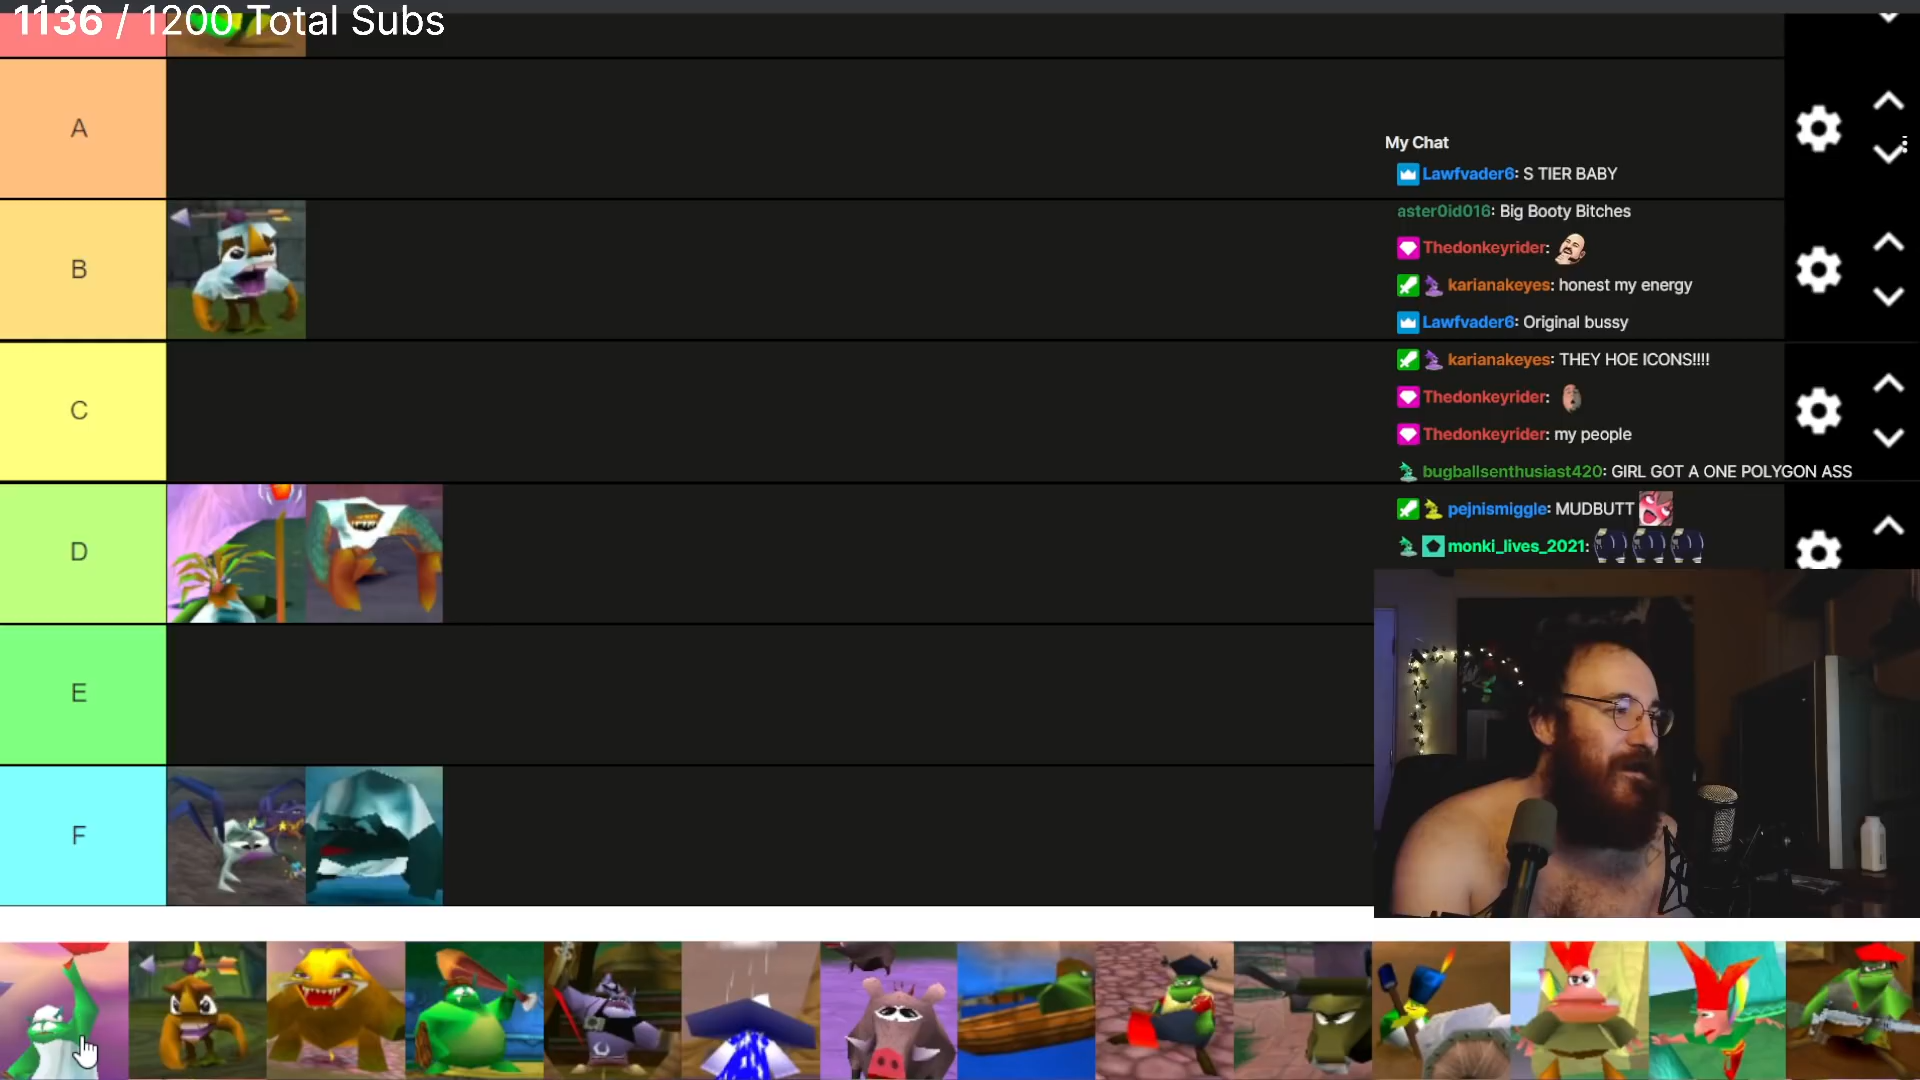 1136 / 1200 Total Subs
A
My Chat
Lawfvader6: S TIER BABY
aster0id016: Big Booty Bitches
B
Thedonkeyrider:
karianakeyes: honest my energy
Lawfvader6: Original bussy
karianakeyes: THEY HOE ICONS!!!!
Thedonkeyrider:
C
Thedonkeyrider: my people
bugballsenthusiast420: GIRL GOT A ONE POLYGON ASS
pejnismiggle: MUDBUTT
monki_lives_2021:
D
E
F